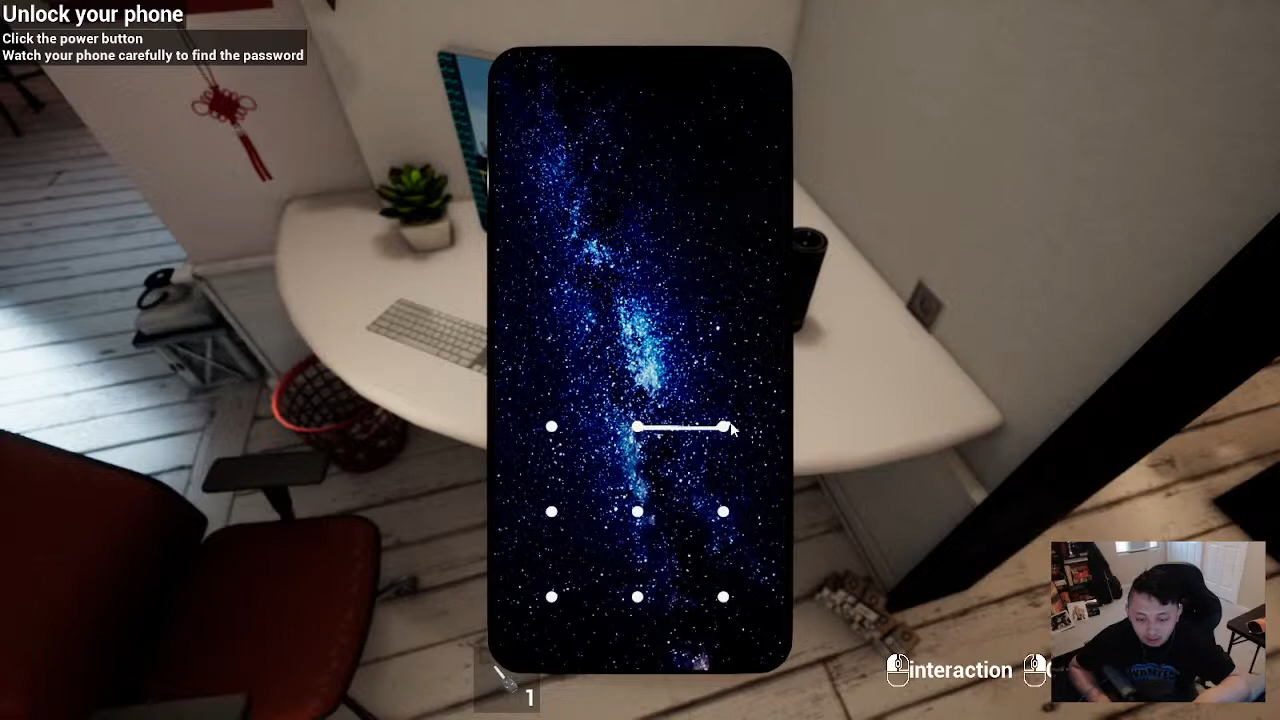 Unlock your phone
Click the power button
Watch your phone carefully to find the password
1
interaction